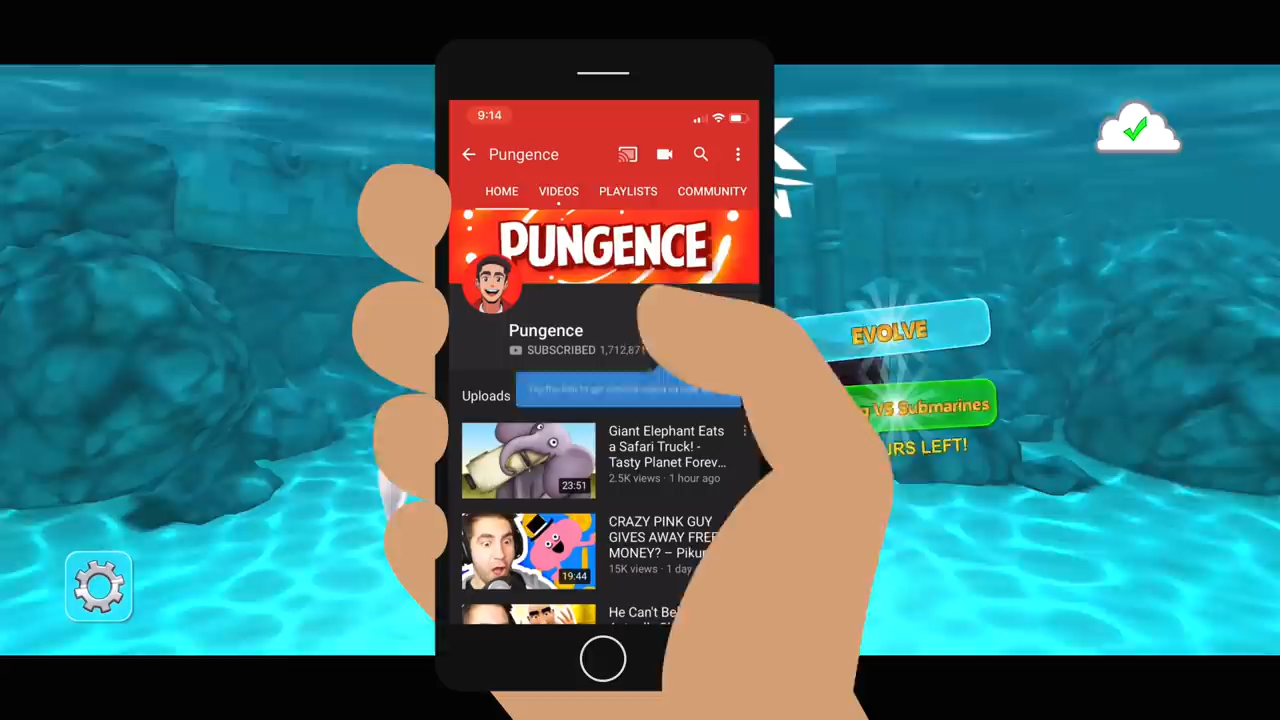 9:14
Pungence
HOME VIDEOS PLAYLISTS COMMUNITY
PUNGENCE
Pungence
SUBSCRIBED 1,712,871
Uploads
Giant Elephant Eats
a Safari Truck! -
Tasty Planet Forev...
2.5K views · 1 hour ago
23:51
CRAZY PINK GUY
GIVES AWAY FREE
MONEY? – Piku
15K views · 1 day
19:44
He Can't Be
EVOLVE
VS Submarines
LEFT!